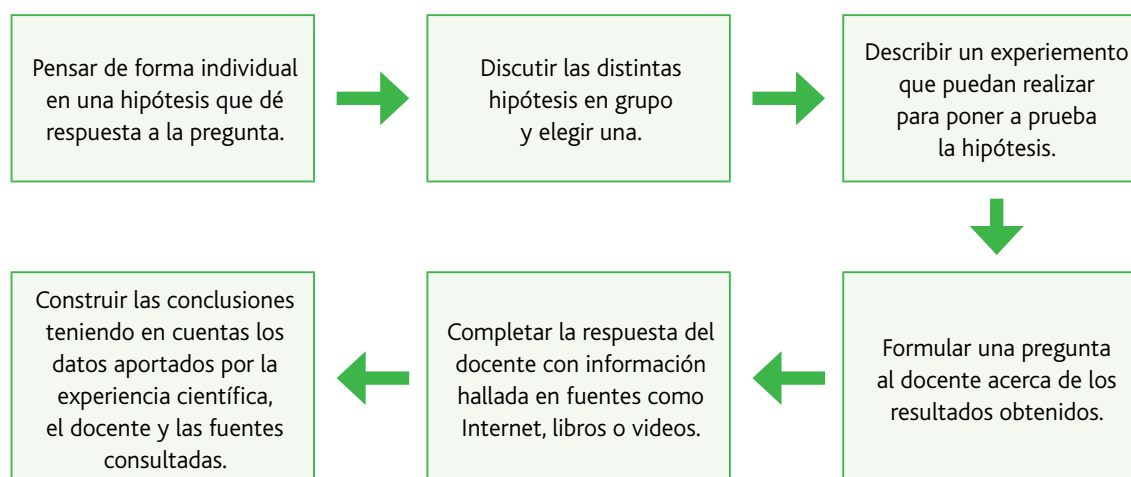 Pensar de forma individual
en una hipótesis que dé
respuesta a la pregunta.
Discutir las distintas
hipótesis en grupo
y elegir una.
Describir un experiemento
que puedan realizar
para poner a prueba
la hipótesis.
Formular una pregunta
al docente acerca de los
resultados obtenidos.
Completar la respuesta del
docente con información
hallada en fuentes como
Internet, libros o videos.
Construir las conclusiones
teniendo en cuentas los
datos aportados por la
experiencia científica,
el docente y las fuentes
consultadas.